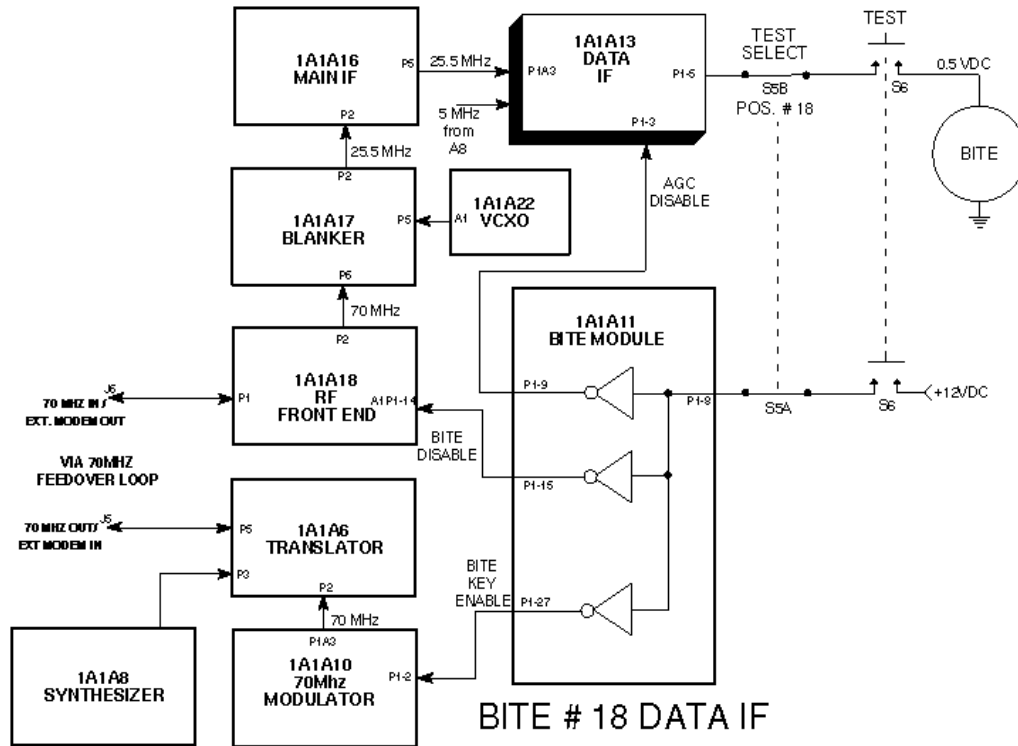 1A1A16
MAIN IF
P5
P2
25.5 MHz
1A1A13
DATA
IF
P1A3
P1-5
P1-3
5 MHz
from
A8
TEST
SELECT
S5B
POS. # 18
TEST
S6
0.5 VDC
BITE
25.5 MHz
P2
1A1A17
BLANKER
P5
P6
A1
1A1A22
VCXO
AGC
DISABLE
70 MHz
P2
1A1A18
RF
FRONT END
P1
A1 P1-14
J6
70 MHZ IN /
EXT. MODEM OUT
BITE
DISABLE
1A1A11
BITE MODULE
P1-9
P1-8
P1-15
P1-27
S5A
S6
+12VDC
VIA 70MHZ
FEEDOVER LOOP
J5
70 MHZ OUT/
EXT MODEM IN
1A1A6
TRANSLATOR
P5
P3
P2
BITE
KEY
ENABLE
70 MHz
1A1A8
SYNTHESIZER
P1A3
1A1A10
70Mhz
MODULATOR
P1-2
BITE # 18 DATA IF